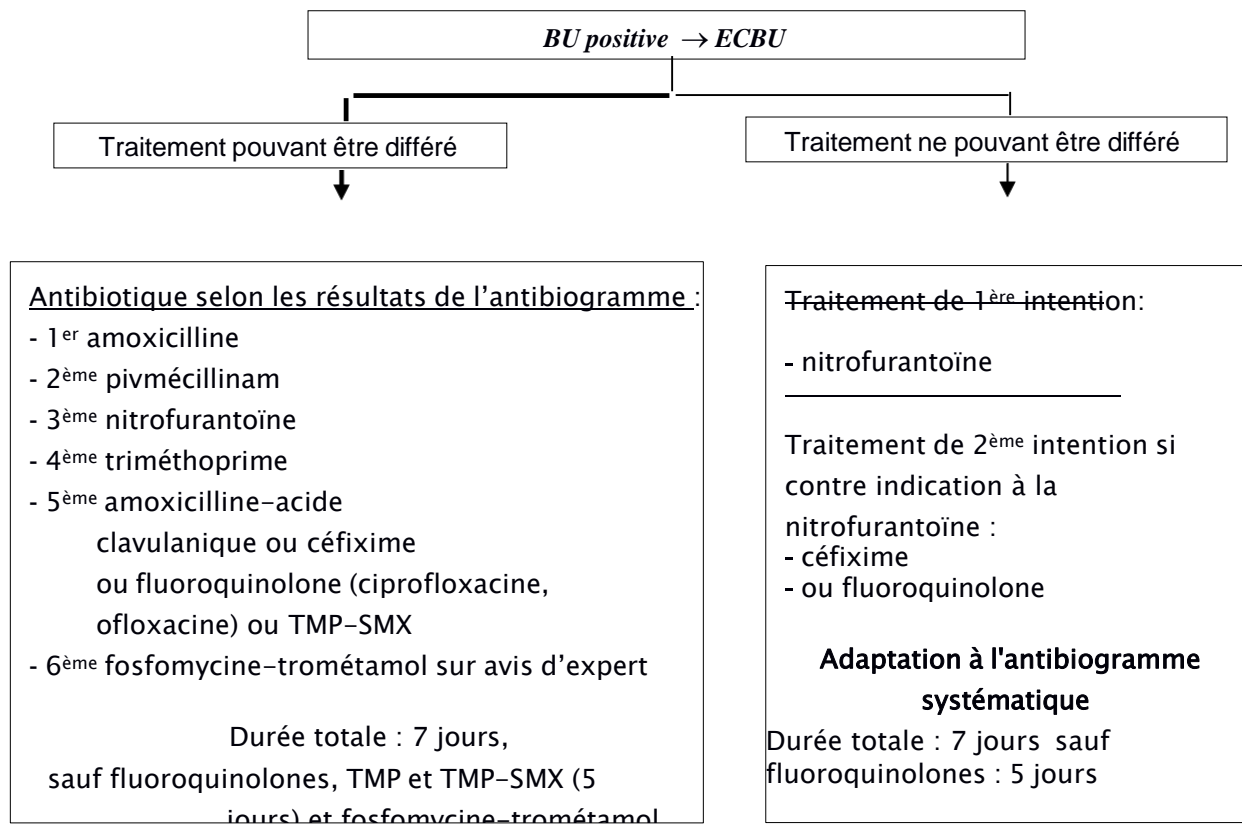 BU positive → ECBU
Traitement pouvant être différé
Traitement ne pouvant être différé
Antibiotique selon les résultats de l’antibiogramme :
- 1er amoxicilline
- 2ème pivmécillinam
- 3ème nitrofurantoïne
- 4ème triméthoprime
- 5ème amoxicilline-acide
clavulanique ou céfixime
ou fluoroquinolone (ciprofloxacine,
ofloxacine) ou TMP-SMX
- 6ème fosfomycine-trométamol sur avis d’expert
Durée totale : 7 jours,
sauf fluoroquinolones, TMP et TMP-SMX (5
jours) et fosfomycine-trométamol
Traitement de 1ère intention:
- nitrofurantoïne
Traitement de 2ème intention si
contre indication à la
nitrofurantoïne :
- céfixime
- ou fluoroquinolone
Adaptation à l'antibiogramme
systématique
Durée totale : 7 jours sauf
fluoroquinolones : 5 jours